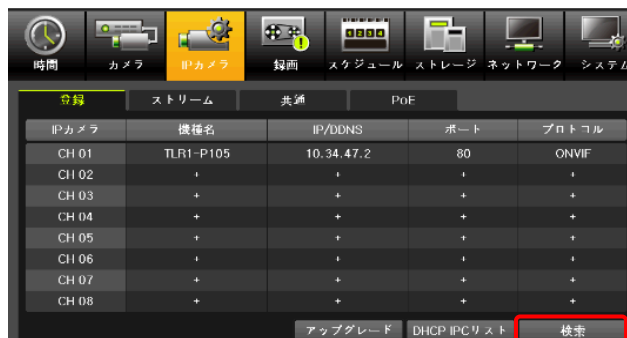 時間 カメラ IPカメラ 録画 スケジュール ストレージ ネットワーク システム
登録 ストリーム 共通 PoE
IPカメラ 機種名 IP/DDNS ポート プロトコル
CH 01 TLR1-P105 10.34.47.2 80 ONVIF
CH 02 + + + +
CH 03 + + + +
CH 04 + + + +
CH 05 + + + +
CH 06 + + + +
CH 07 + + + +
CH 08 + + + +
アップグレード DHCP IPCリスト 検索